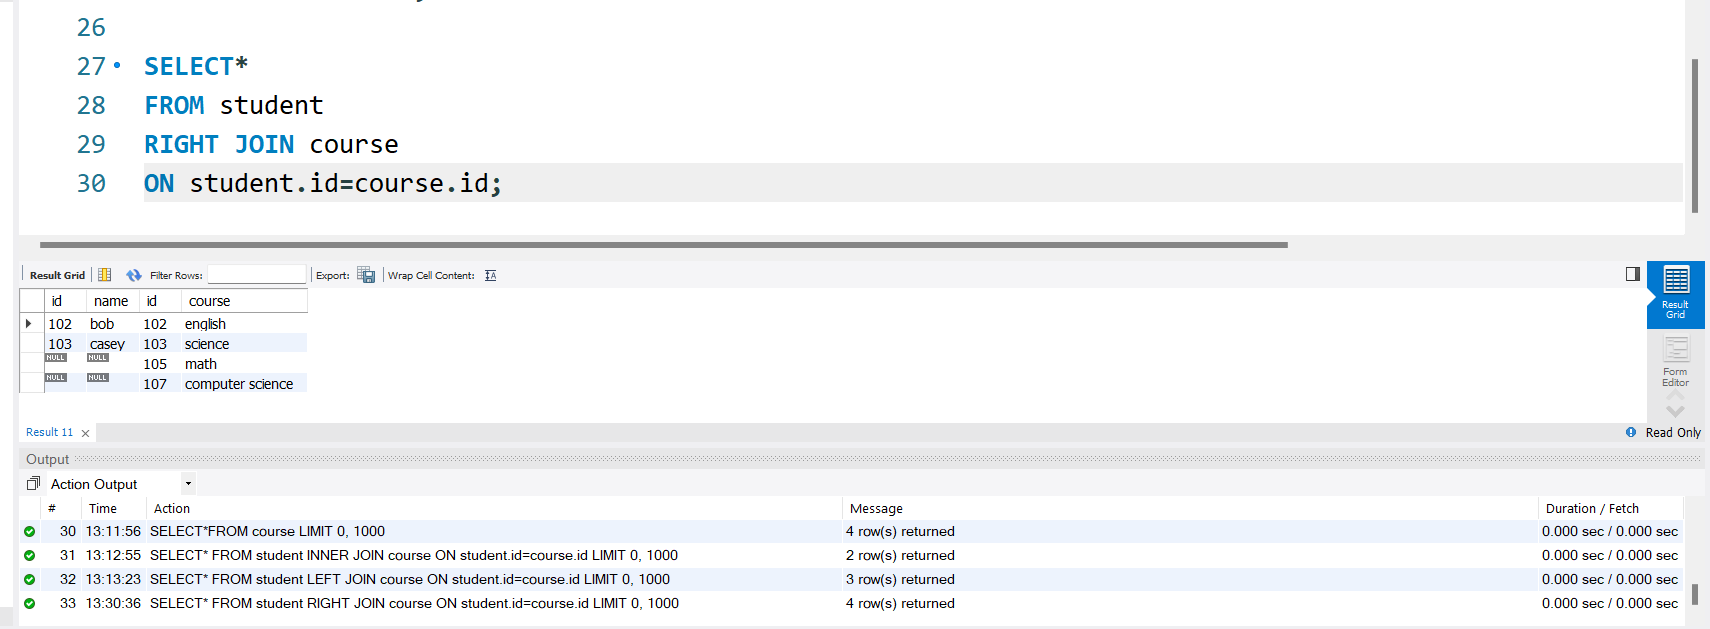 26
27 SELECT*
28 FROM student
29 RIGHT JOIN course
30 ON student.id=course.id;
Result Grid Filter Rows: Export: Wrap Cell Content: IA
id name id course
102 bob 102 english
103 casey 103 science
NULL NULL 105 math
NULL NULL 107 computer science
Result Grid
Form Editor
Result 11 Read Only
Output
Action Output
# Time Action Message Duration / Fetch
30 13:11:56 SELECT*FROM course LIMIT 0, 1000 4 row(s) returned 0.000 sec / 0.000 sec
31 13:12:55 SELECT* FROM student INNER JOIN course ON student.id=course.id LIMIT 0, 1000 2 row(s) returned 0.000 sec / 0.000 sec
32 13:13:23 SELECT* FROM student LEFT JOIN course ON student.id=course.id LIMIT 0, 1000 3 row(s) returned 0.000 sec / 0.000 sec
33 13:30:36 SELECT* FROM student RIGHT JOIN course ON student.id=course.id LIMIT 0, 1000 4 row(s) returned 0.000 sec / 0.000 sec